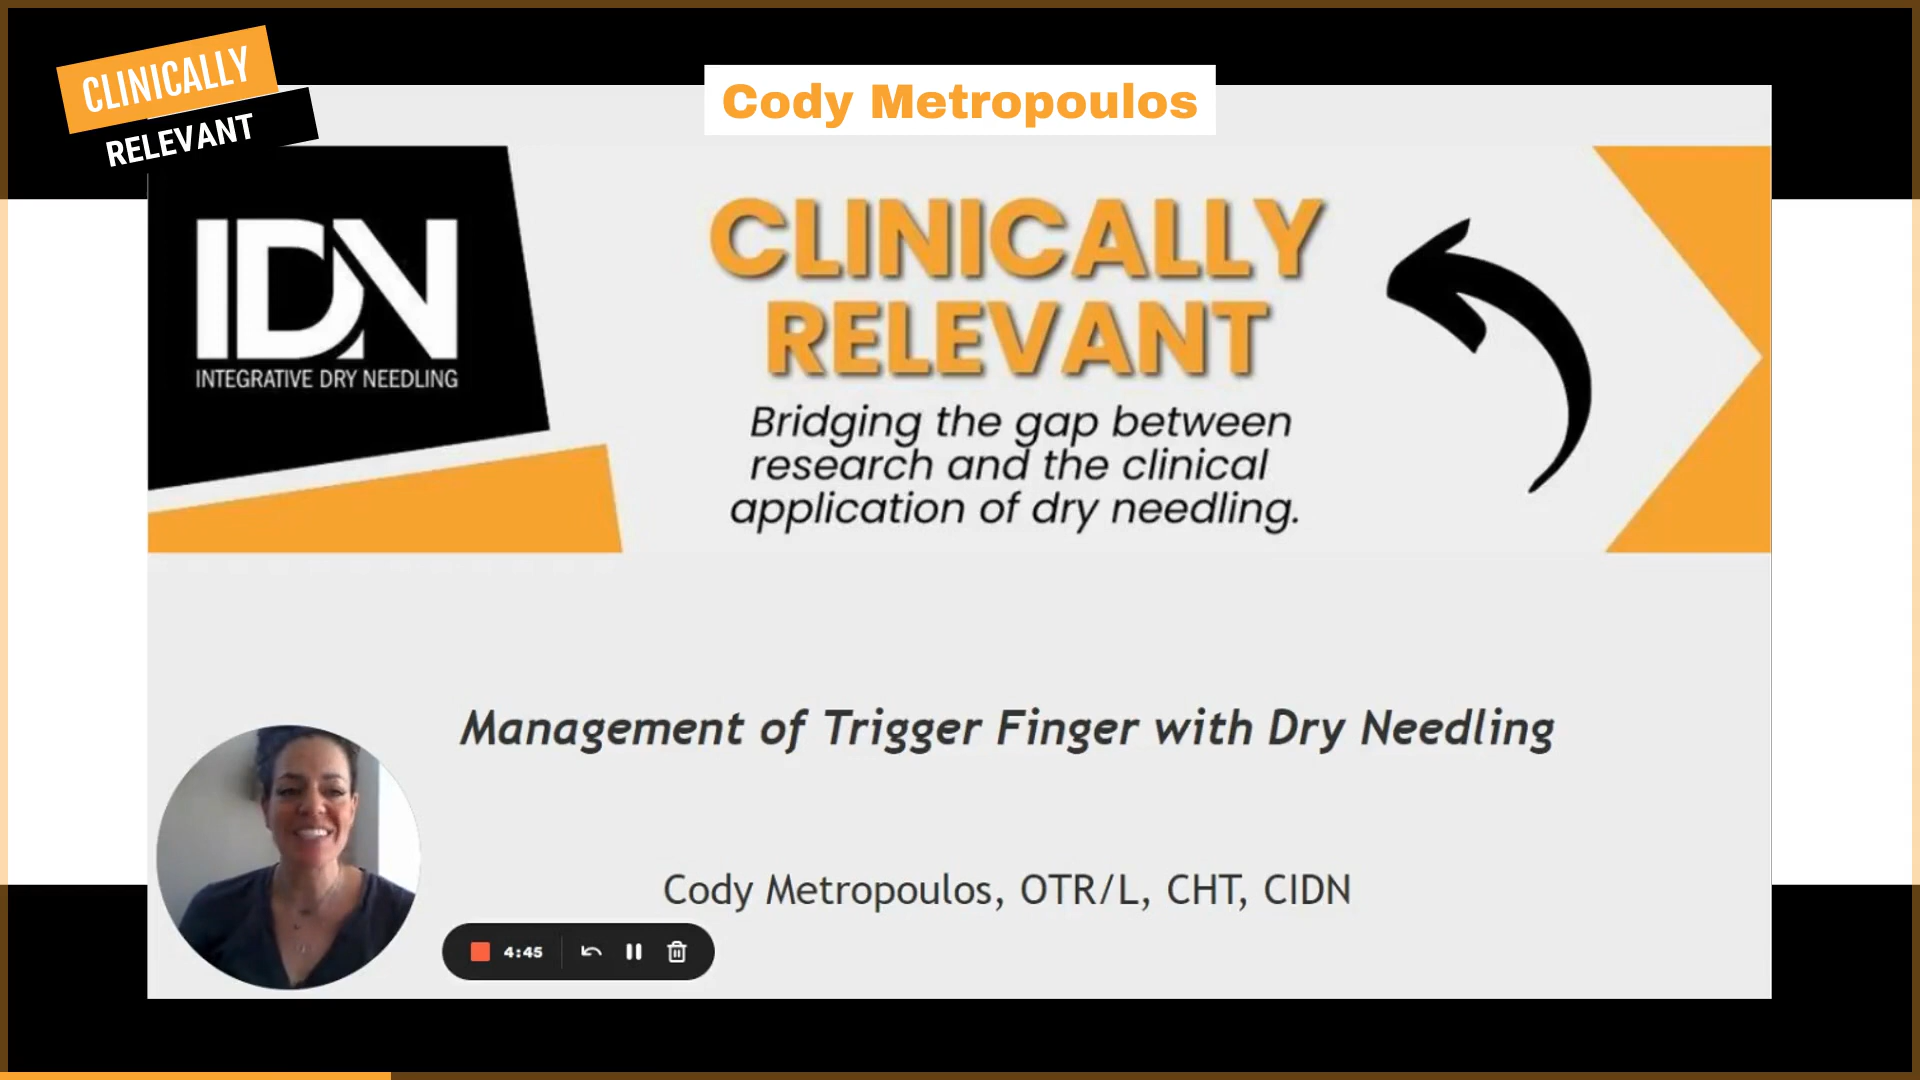 CLINICALLY
RELEVANT
Cody Metropoulos
IDN
INTEGRATIVE DRY NEEDLING
CLINICALLY
RELEVANT
Bridging the gap between
research and the clinical
application of dry needling.
Management of Trigger Finger with Dry Needling
Cody Metropoulos, OTR/L, CHT, CIDN
4:45